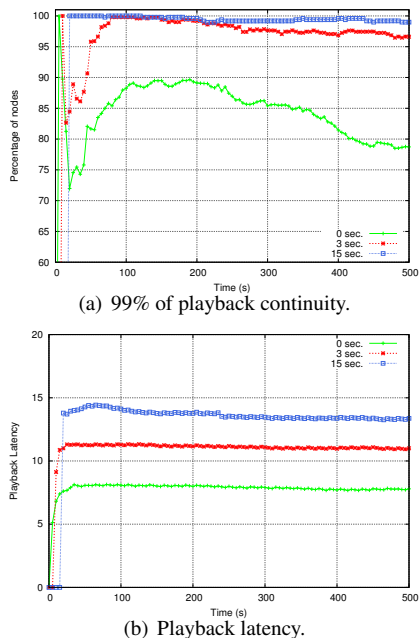 100
95
90
85
80
75
70
65
60
Percentage of nodes
0 sec.
3 sec.
15 sec.
0 100 200 300 400 500
Time (s)
(a) 99% of playback continuity.
20
15
10
5
0
Playback Latency
0 sec.
3 sec.
15 sec.
0 100 200 300 400 500
Time (s)
(b) Playback latency.